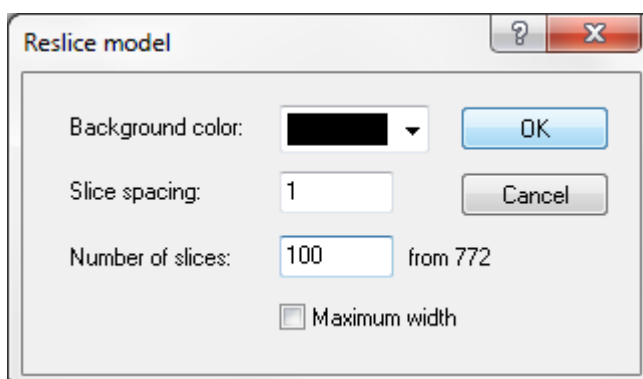 Reslice model ?
Background color: OK
Slice spacing: 1 Cancel
Number of slices: 100 from 772
Maximum width